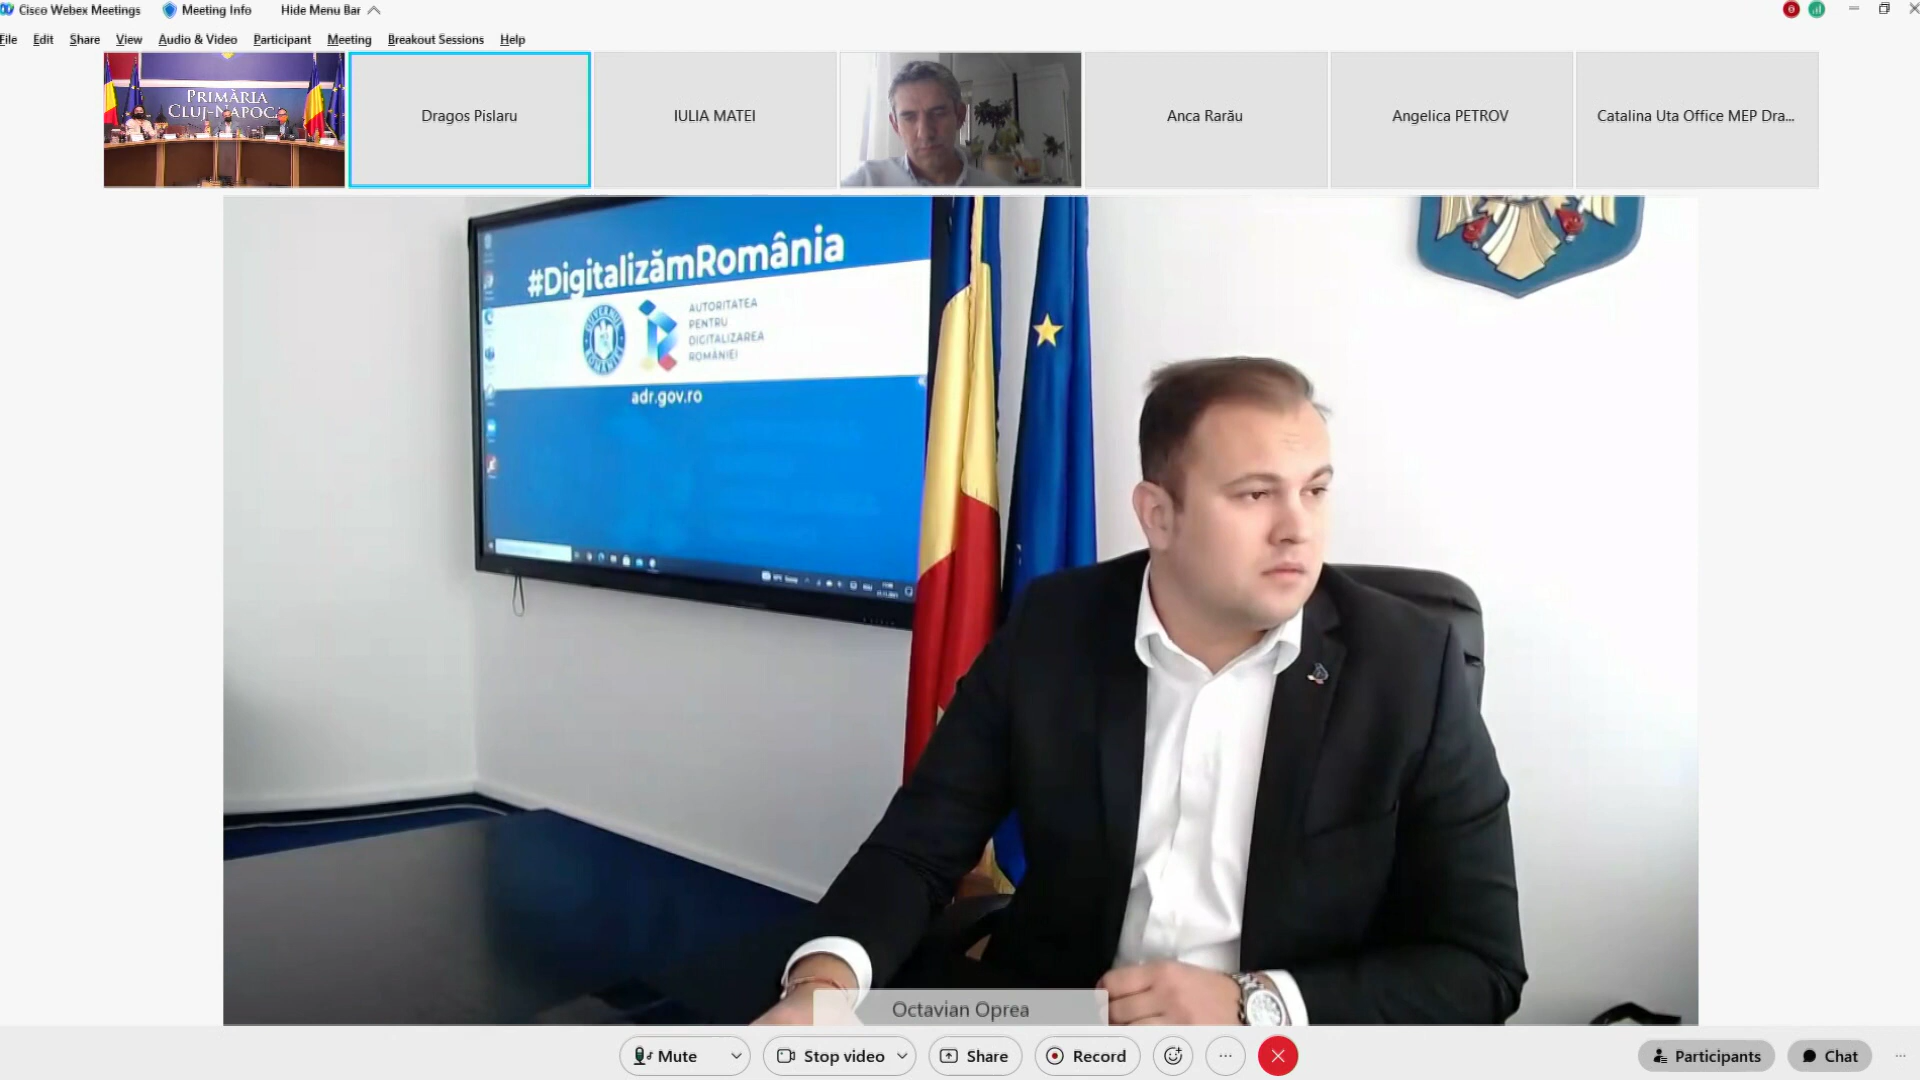 Cisco Webex Meetings
Meeting Info
Hide Menu Bar
File
Edit
Share
View
Audio & Video
Participant
Meeting
Breakout Sessions
Help
PRIMĂRIA
CLUJ-NAPOCA
Dragos Pislaru
IULIA MATEI
Anca Rarău
Angelica PETROV
Catalina Uta Office MEP Dra...
#DigitalizămRomânia
GUVERNUL ROMÂNIEI
AUTORITATEA
PENTRU
DIGITALIZAREA
ROMÂNIEI
adr.gov.ro
Octavian Oprea
Mute
Stop video
Share
Record
Participants
Chat